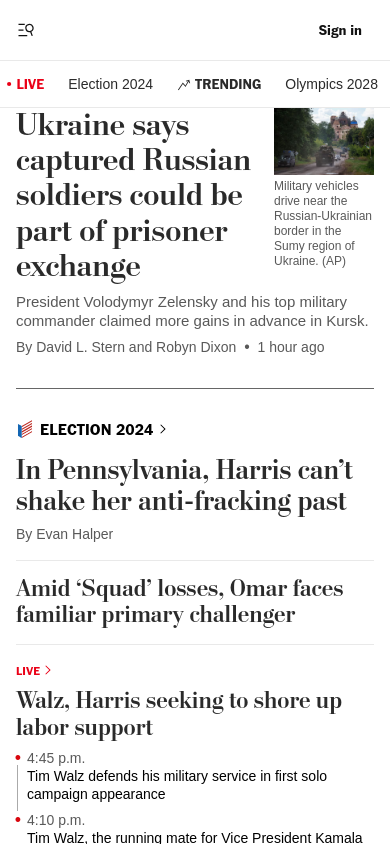 Sign in
LIVE
Election 2024
TRENDING
Olympics 2028
Ukraine says
captured Russian
soldiers could be
part of prisoner
exchange
Military vehicles
drive near the
Russian-Ukrainian
border in the
Sumy region of
Ukraine. (AP)
President Volodymyr Zelensky and his top military
commander claimed more gains in advance in Kursk.
By David L. Stern and Robyn Dixon • 1 hour ago
ELECTION 2024
In Pennsylvania, Harris can’t
shake her anti-fracking past
By Evan Halper
Amid ‘Squad’ losses, Omar faces
familiar primary challenger
LIVE
Walz, Harris seeking to shore up
labor support
4:45 p.m.
Tim Walz defends his military service in first solo
campaign appearance
4:10 p.m.
Tim Walz, the running mate for Vice President Kamala